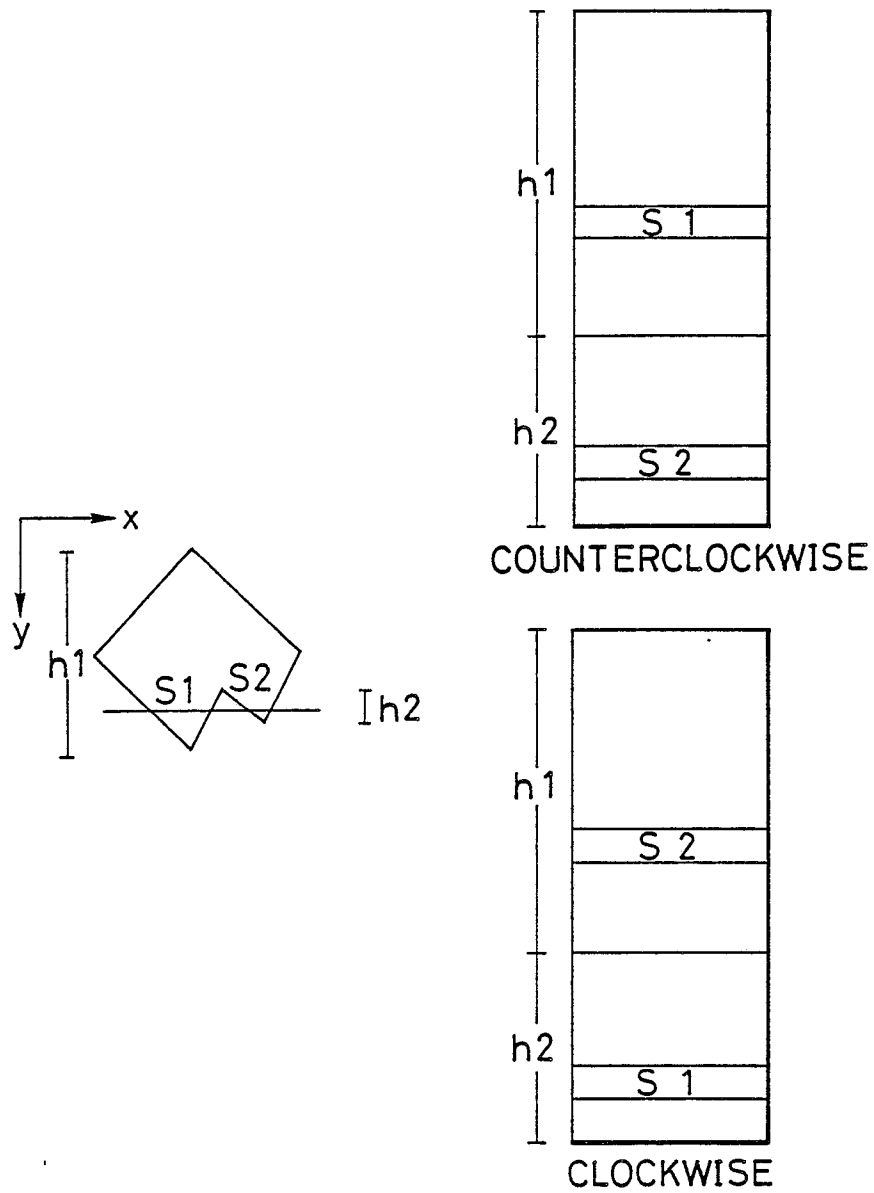 h1
S 1
h2
S 2
COUNTERCLOCKWISE
x
y
h1
S1
S2
h2
h1
S 2
h2
S 1
CLOCKWISE